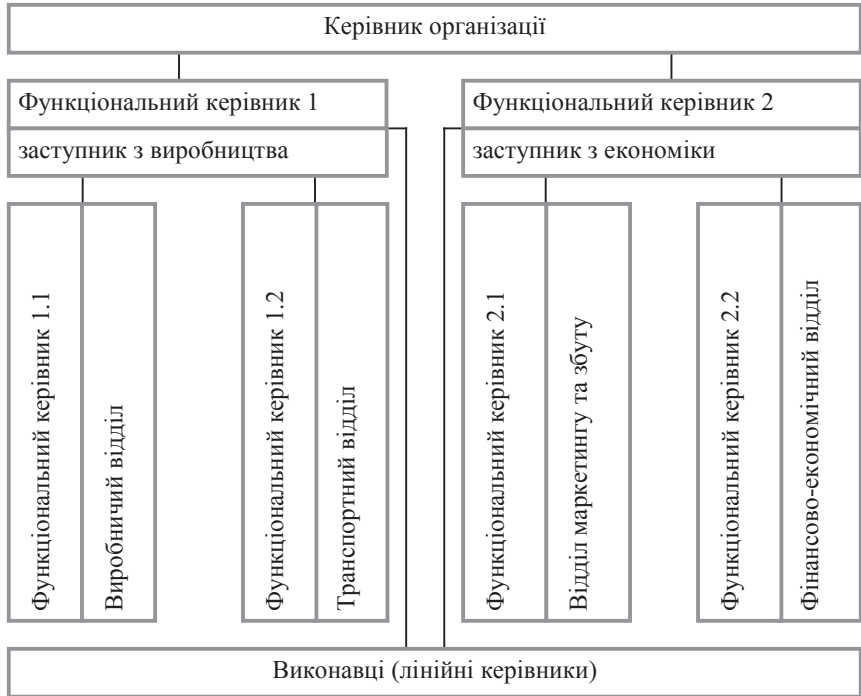 Керівник організації
Функціональний керівник 1
заступник з виробництва
Функціональний керівник 2
заступник з економіки
Функціональний керівник 1.1
Виробничий відділ
Функціональний керівник 1.2
Транспортний відділ
Функціональний керівник 2.1
Відділ маркетингу та збуту
Функціональний керівник 2.2
Фінансово-економічний відділ
Виконавці (лінійні керівники)